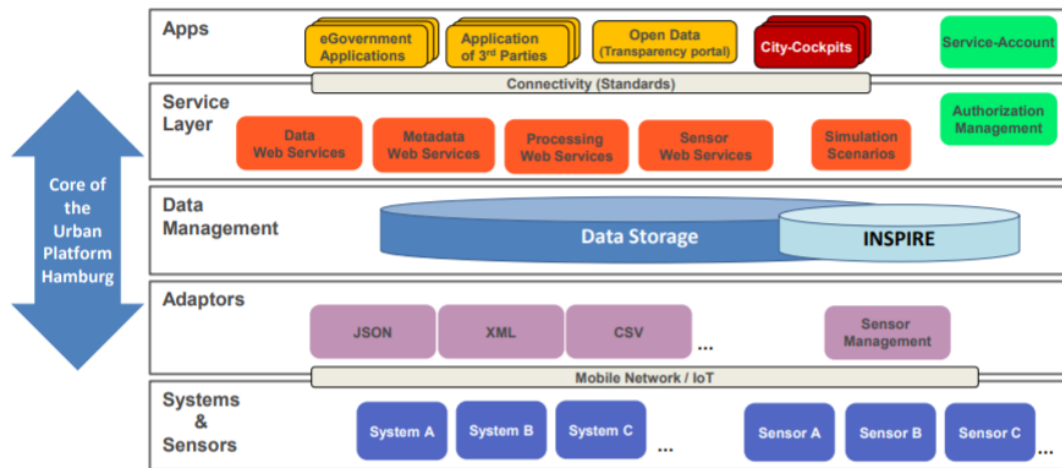 Apps
eGovernment
Applications
Application
of 3rd Parties
Open Data
(Transparency portal)
City-Cockpits
Service-Account
Connectivity (Standards)
Service
Layer
Data
Web Services
Metadata
Web Services
Processing
Web Services
Sensor
Web Services
Simulation
Scenarios
Authorization
Management
Core of
the
Urban
Platform
Hamburg
Data
Management
Data Storage
INSPIRE
Adaptors
JSON
XML
CSV
...
Sensor
Management
Mobile Network / IoT
Systems
&
Sensors
System A
System B
System C
...
Sensor A
Sensor B
Sensor C
...